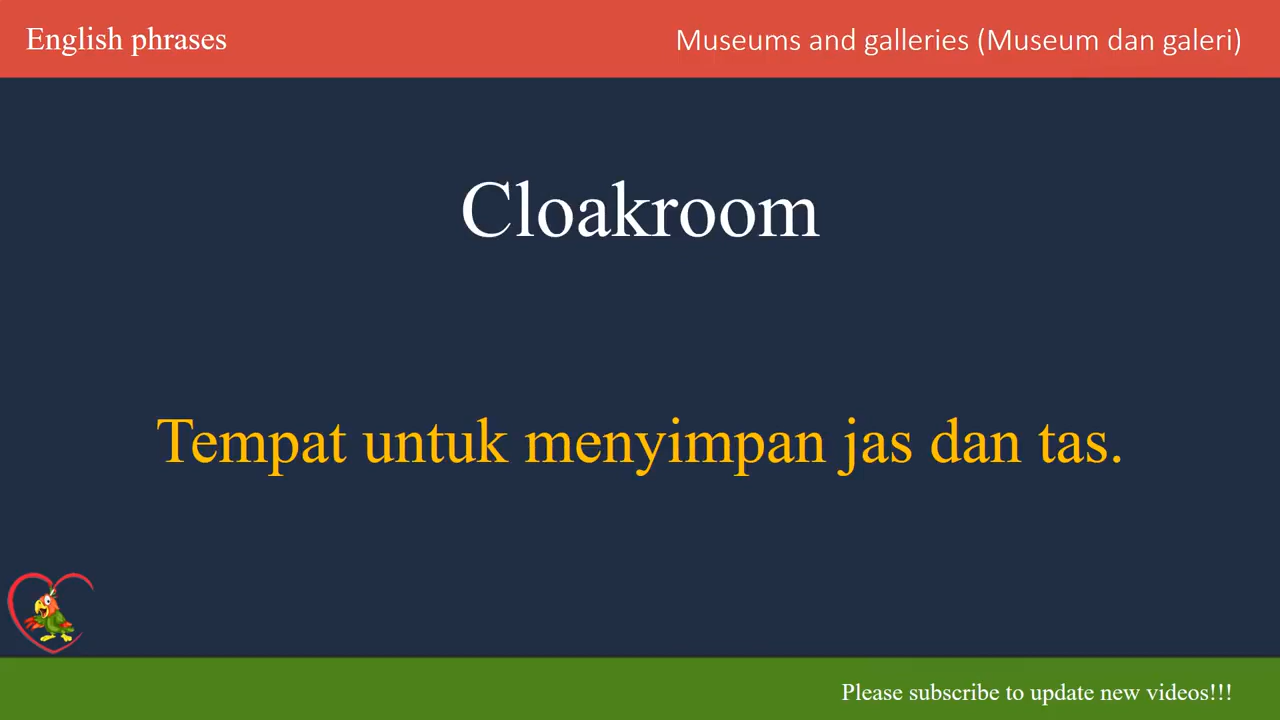 English phrases
Museums and galleries (Museum dan galeri)
Cloakroom
Tempat untuk menyimpan jas dan tas.
Please subscribe to update new videos!!!